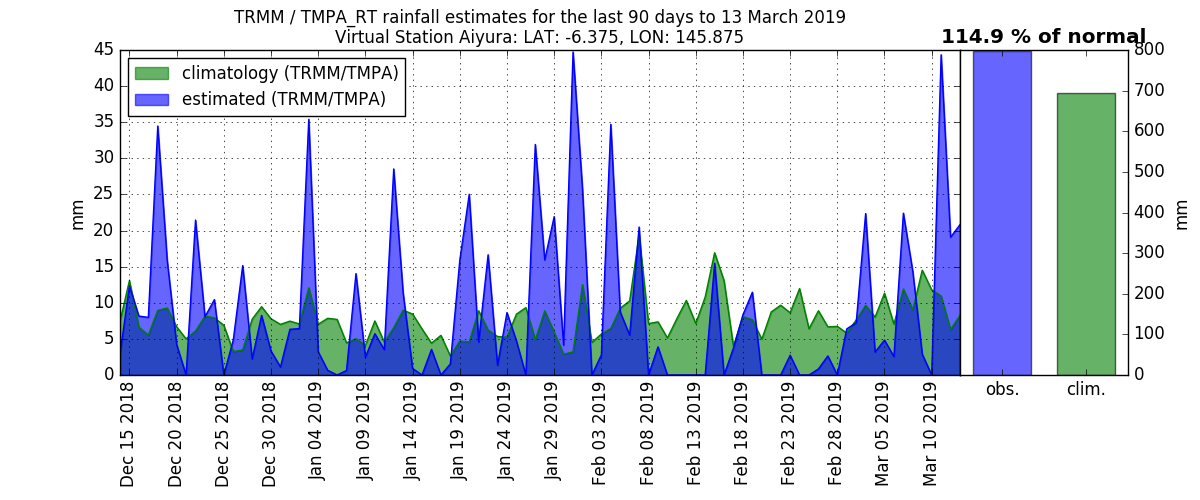 TRMM / TMPA_RT rainfall estimates for the last 90 days to 13 March 2019
Virtual Station Aiyura: LAT: -6.375, LON: 145.875
114.9 % of normal
climatology (TRMM/TMPA)
estimated (TRMM/TMPA)
mm
45
40
35
30
25
20
15
10
5
0
Dec 15 2018
Dec 20 2018
Dec 25 2018
Dec 30 2018
Jan 04 2019
Jan 09 2019
Jan 14 2019
Jan 19 2019
Jan 24 2019
Jan 29 2019
Feb 03 2019
Feb 08 2019
Feb 13 2019
Feb 18 2019
Feb 23 2019
Feb 28 2019
Mar 05 2019
Mar 10 2019
800
700
600
500
400
300
200
100
0
mm
obs.
clim.